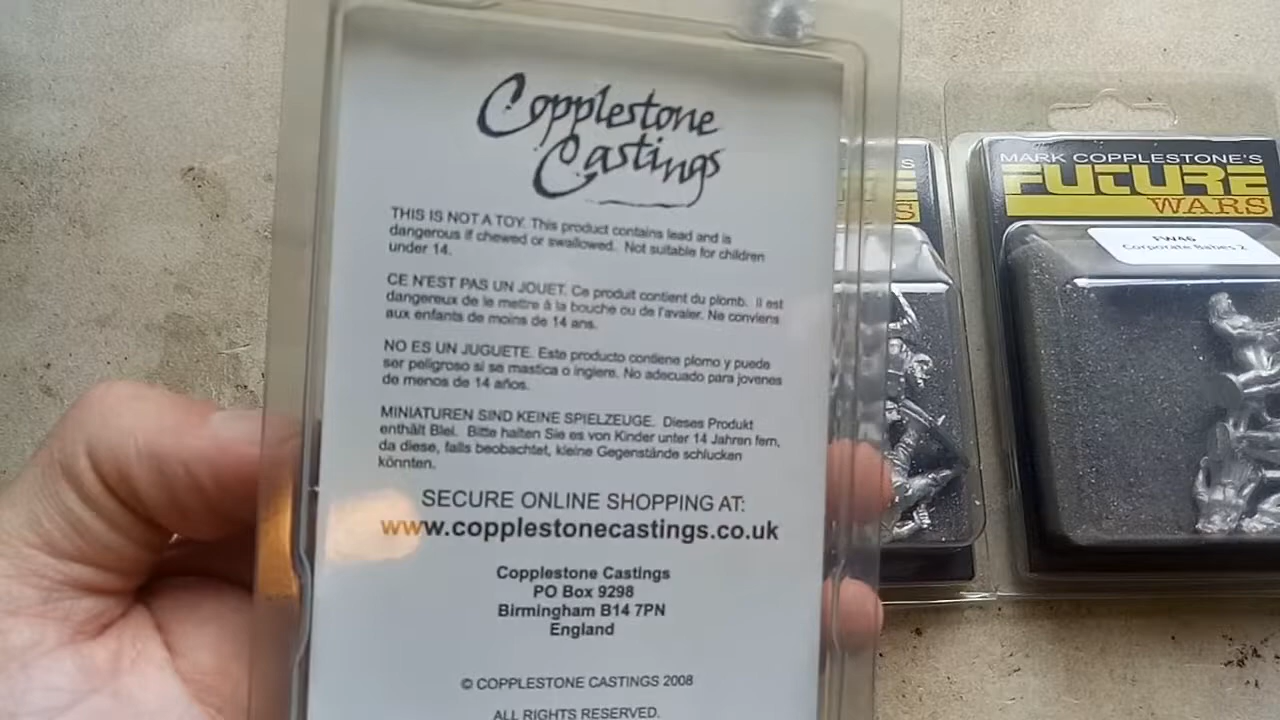 Copplestone
Castings
THIS IS NOT A TOY. This product contains lead and is
dangerous if chewed or swallowed. Not suitable for children
under 14.
CE N'EST PAS UN JOUET. Ce produit contient du plomb. Il est
dangereux de le mettre à la bouche ou de l'avaler. Ne conviens
aux enfants de moins de 14 ans.
NO ES UN JUGUETE. Este producto contiene plomo y puede
ser peligroso si se mastica o ingiere. No adecuado para jovenes
de menos de 14 años.
MINIATUREN SIND KEINE SPIELZEUGE. Dieses Produkt
enthält Blei. Bitte halten Sie es von Kinder unter 14 Jahren fern,
da diese, falls beobachtet, kleine Gegenstände schlucken
könnten.
SECURE ONLINE SHOPPING AT:
www.copplestonecastings.co.uk
Copplestone Castings
PO Box 9298
Birmingham B14 7PN
England
© COPPLESTONE CASTINGS 2008
ALL RIGHTS RESERVED.
S
E
S
MARK COPPLESTONE'S
FUTURE
WARS
FW46
Corporate Babes 2